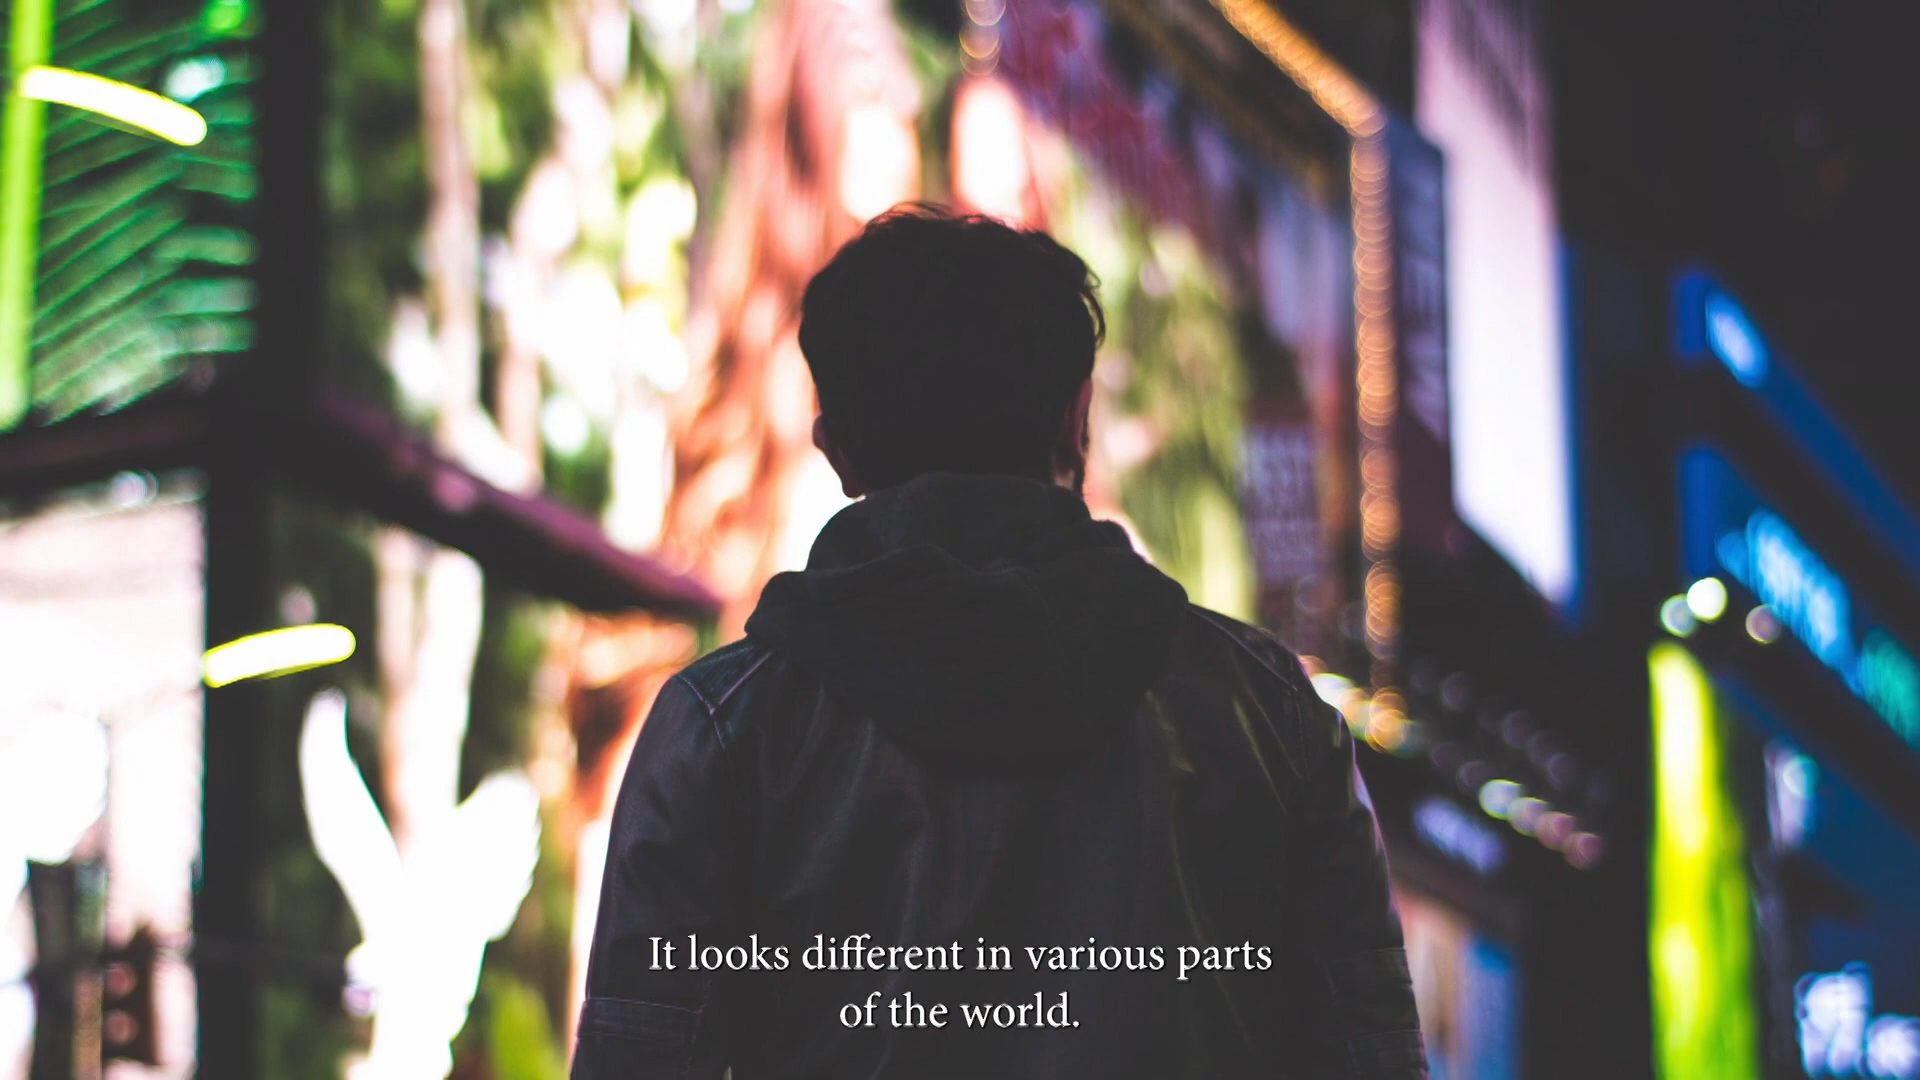 It looks different in various parts
of the world.